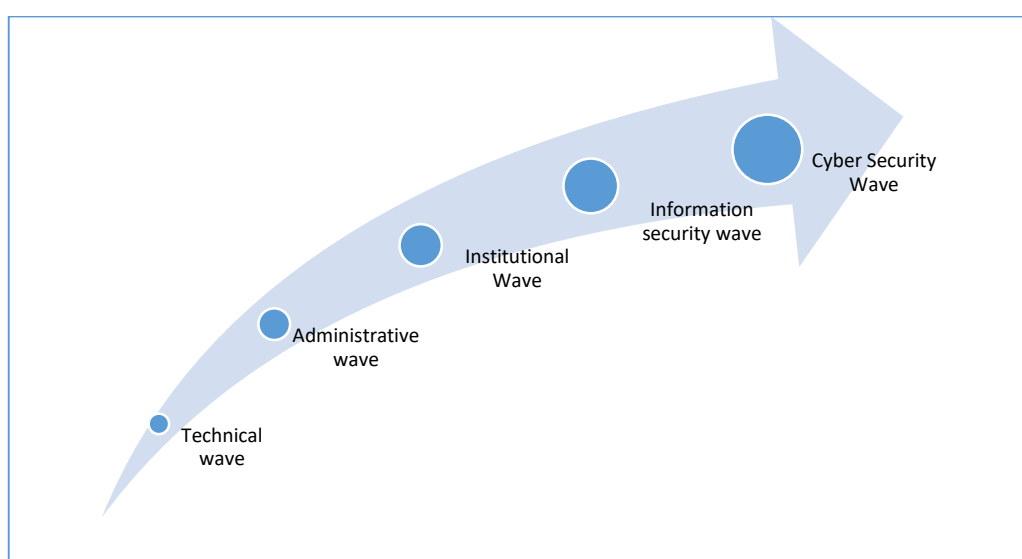 Cyber Security
Wave
Information
security wave
Institutional
Wave
Administrative
wave
Technical
wave